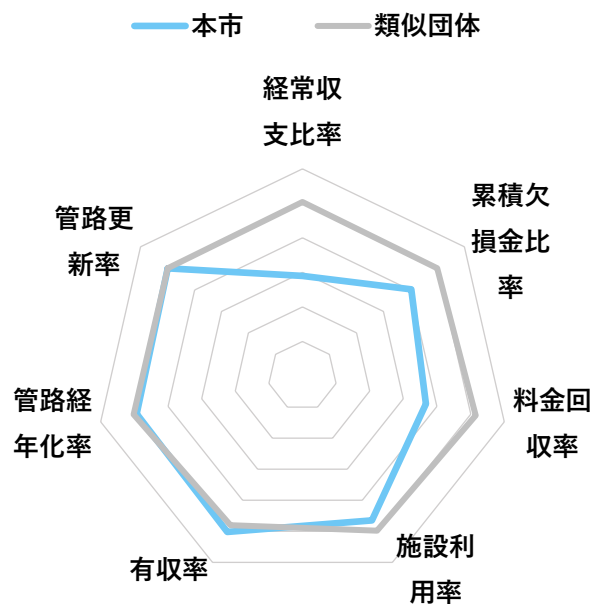 本市 類似団体
経常収
支比率
累積欠
損金比
率
料金回
収率
施設利
用率
有収率
管路経
年化率
管路更
新率